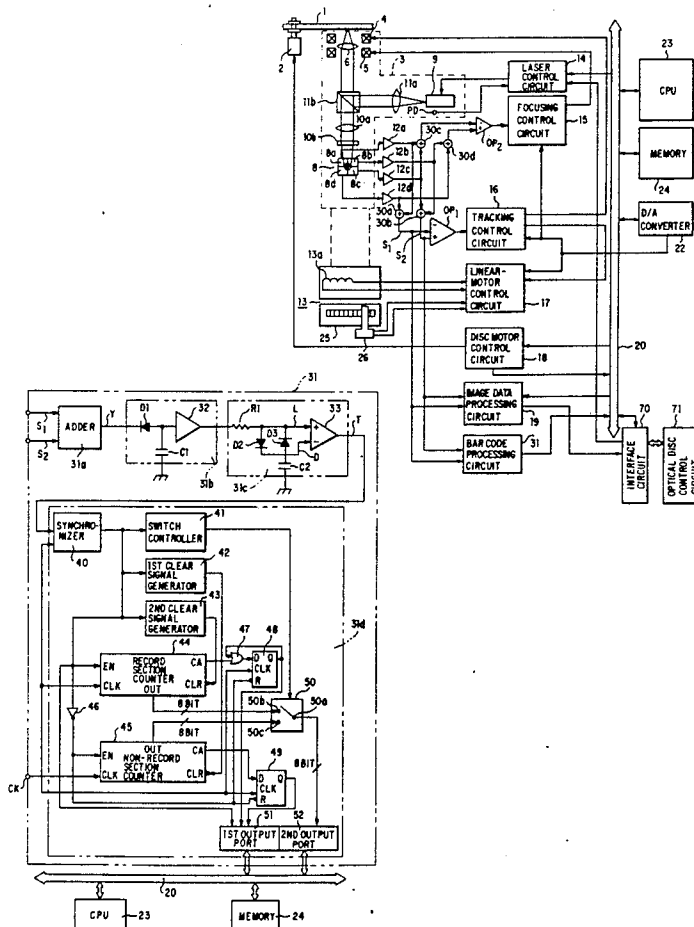 1
4
2
6
5
3
11a
9
11b
PD
10a
10b
12a
30c
8a
8b
12b
OP2
30d
8
8c
12c
8d
12d
30a
30b
OP1
S1
S2
14
LASER CONTROL CIRCUIT
FOCUSING CONTROL CIRCUIT
15
16
TRACKING CONTROL CIRCUIT
LINEAR-MOTOR CONTROL CIRCUIT
17
DISC MOTOR CONTROL CIRCUIT
18
IMAGE DATA PROCESSING CIRCUIT
19
BAR CODE PROCESSING CIRCUIT
31
13a
13
25
26
23
CPU
MEMORY
24
D/A CONVERTER
22
20
70
71
INTERFACE CIRCUIT
OPTICAL DISC CONTROL CIRCUIT
31
S1
S2
ADDER
31a
Y
D1
32
C1
31b
R1
L
33
T
D2
D3
D
C2
31c
SYNCHRO-NIZER
40
41
SWITCH CONTROLLER
42
1ST CLEAR SIGNAL GENERATOR
43
2ND CLEAR SIGNAL GENERATOR
31d
44
EN
RECORD SECTION COUNTER
CA
CLK
OUT
CLR
47
48
D
Q
CLK
R
46
8BIT
50
50b
50a
50c
45
8BIT
OUT
CA
EN
NON-RECORD SECTION COUNTER
CLK
CLR
CK
49
D
Q
CLK
R
8BIT
51
52
1ST OUTPUT PORT
2ND OUTPUT PORT
20
CPU
23
MEMORY
24